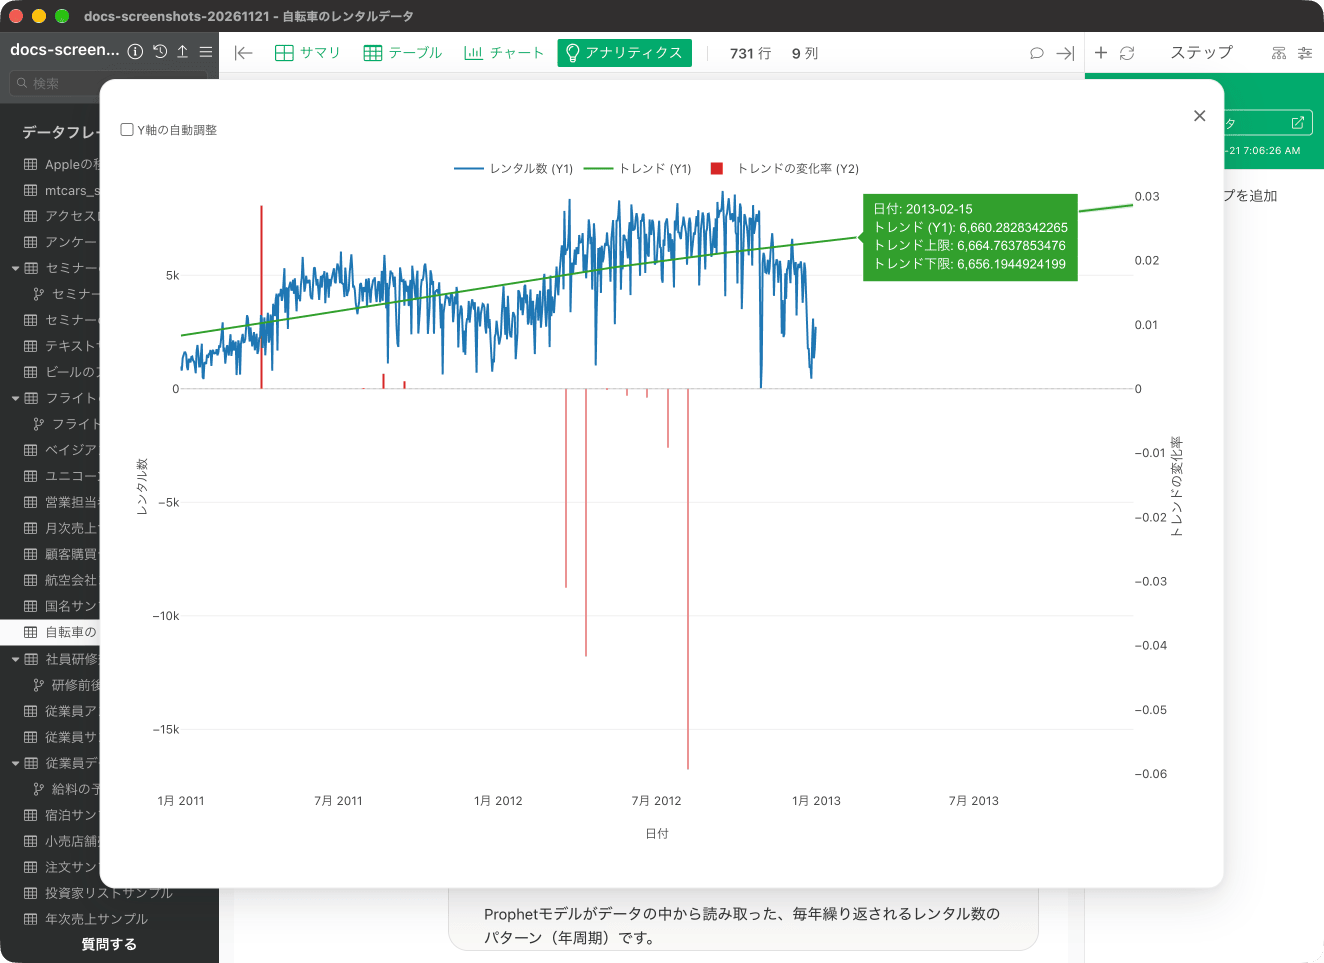 docs-screenshots-20261121 - 自転車のレンタルデータ
docs-screen...
検索
サマリ
テーブル
チャート
アナリティクス
731 行
9 列
ステップ
データフレー
Appleの
mtcars_s
アクセス
アンケー
セミナー
セミナー
セミナー
テキスト
ビールの
フライト
フライト
ベイジア
ユニコー
営業担当
月次売上
顧客購買
航空会社
国名サン
自転車の
社員研修
研修前後
従業員ア
従業員サ
従業員デ
給料の予
宿泊サン
小売店舗
注文サン
投資家リストサンプル
年次売上サンプル
質問する
タ
-21 7:06:26 AM
プを追加
Y軸の自動調整
レンタル数 (Y1)
トレンド (Y1)
トレンドの変化率 (Y2)
日付: 2013-02-15
トレンド (Y1): 6,660.2828342265
トレンド上限: 6,664.7637853476
トレンド下限: 6,656.1944924199
5k
0
−5k
−10k
−15k
レンタル数
0.03
0.02
0.01
0
−0.01
−0.02
−0.03
−0.04
−0.05
−0.06
トレンドの変化率
1月 2011
7月 2011
1月 2012
7月 2012
1月 2013
7月 2013
日付
Prophetモデルがデータの中から読み取った、毎年繰り返されるレンタル数の
パターン（年周期）です。